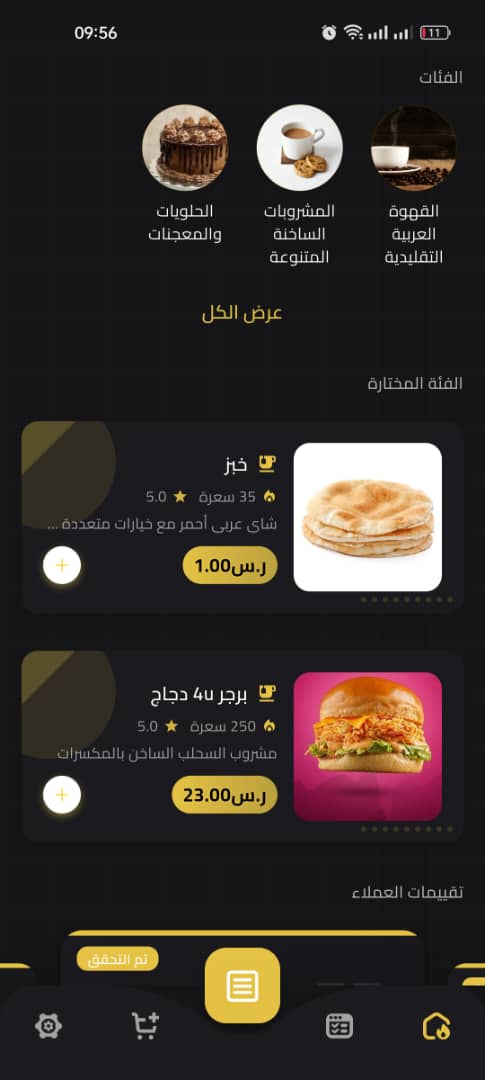 09:56
11
الفئات
القهوة العربية التقليدية
المشروبات الساخنة المتنوعة
الحلويات والمعجنات
عرض الكل
الفئة المختارة
خبز
35 سعرة 5.0
شاي عربي أحمر مع خيارات متعددة ...
ر.س1.00
برجر 4u دجاج
250 سعرة 5.0
مشروب السحلب الساخن بالمكسرات
ر.س23.00
تقييمات العملاء
تم التحقق